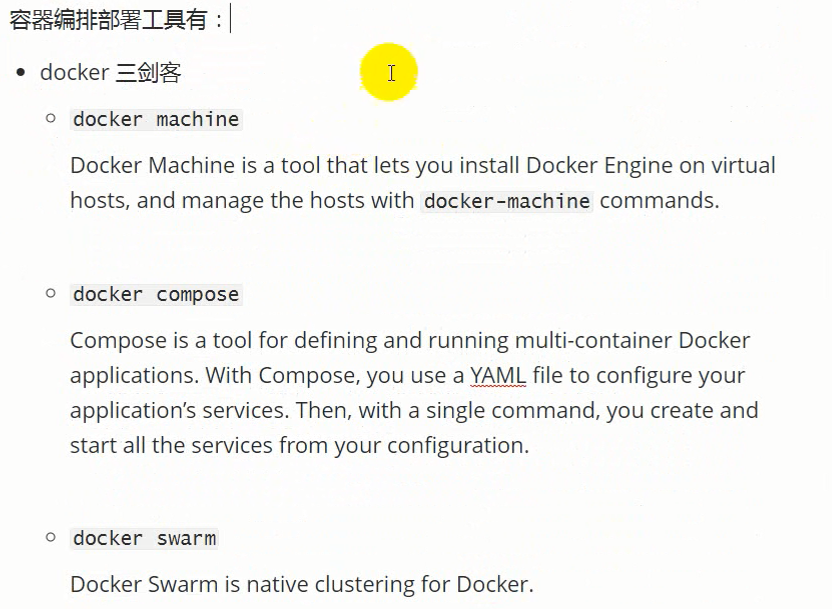 容器编排部署工具有：
docker 三剑客
docker machine
Docker Machine is a tool that lets you install Docker Engine on virtual
hosts, and manage the hosts with docker-machine commands.
docker compose
Compose is a tool for defining and running multi-container Docker
applications. With Compose, you use a YAML file to configure your
application’s services. Then, with a single command, you create and
start all the services from your configuration.
docker swarm
Docker Swarm is native clustering for Docker.